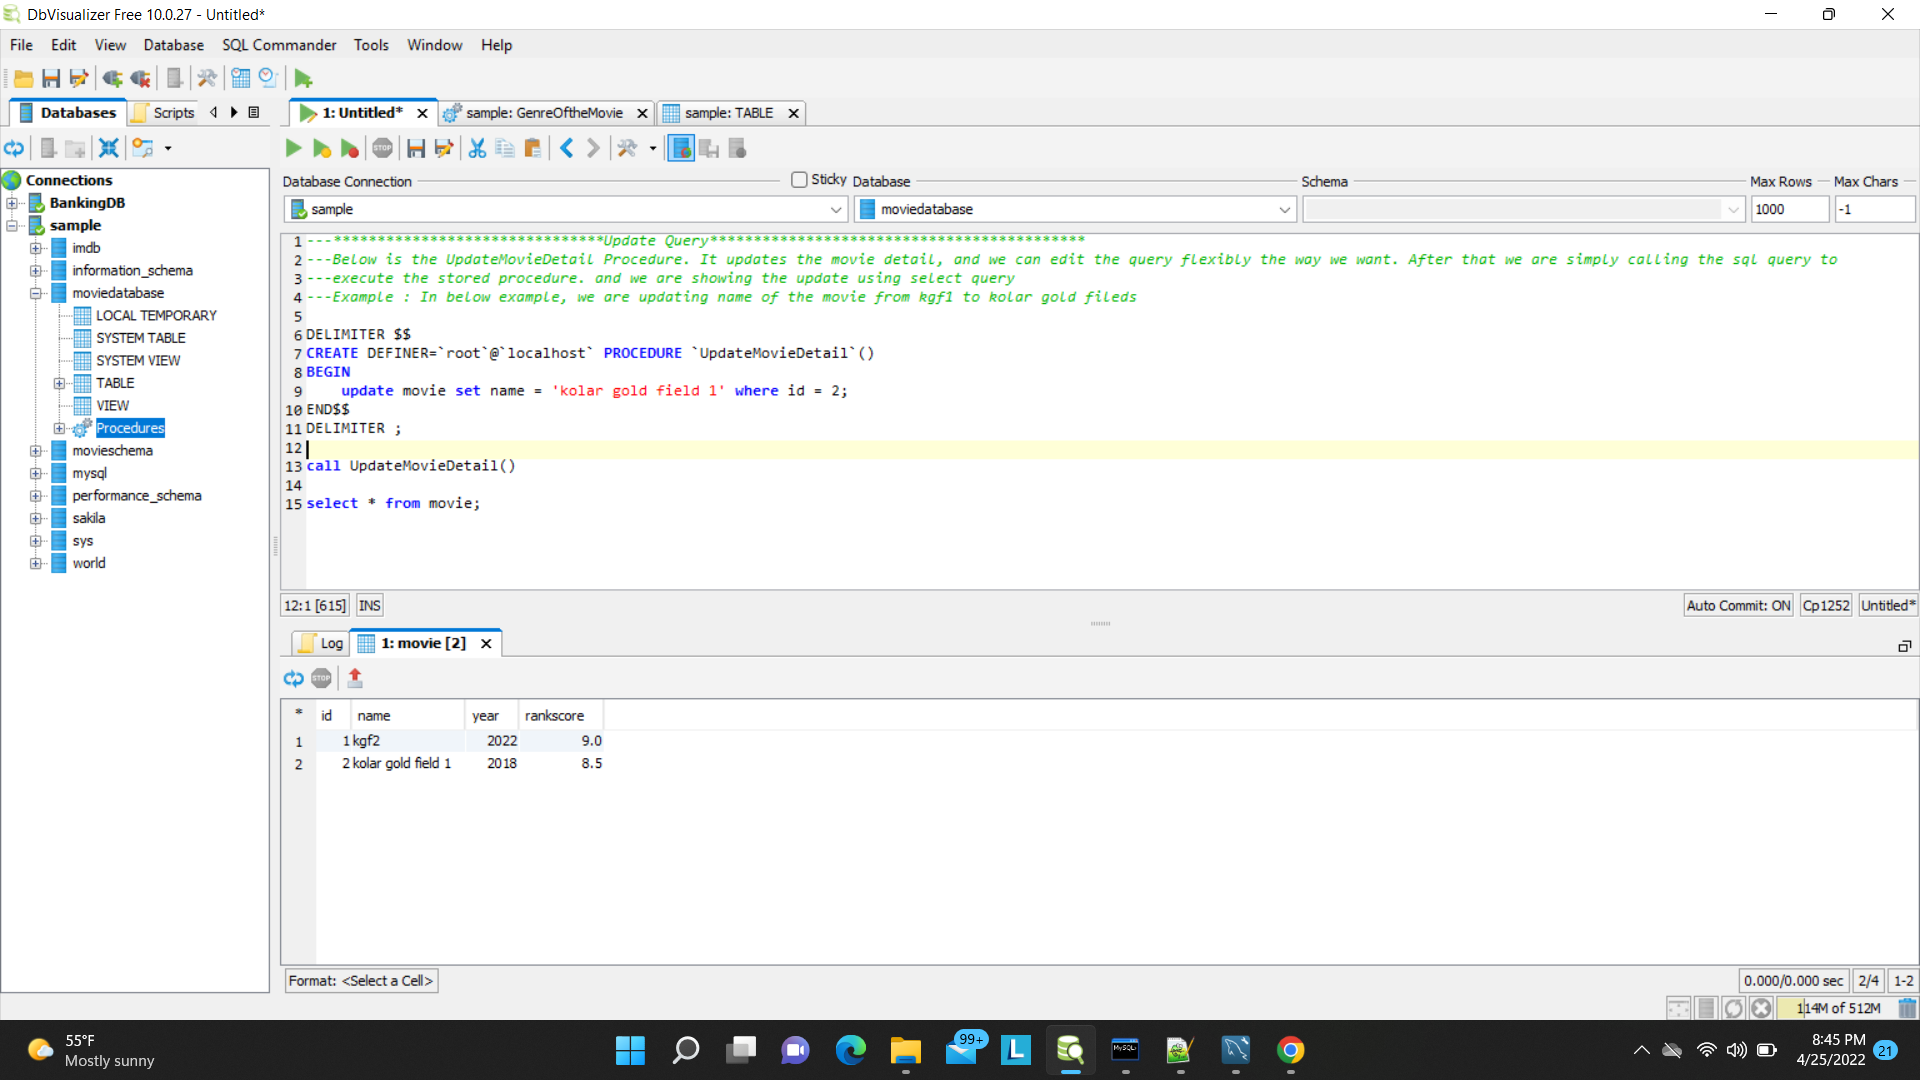 DbVisualizer Free 10.0.27 - Untitled*
File Edit View Database SQL Commander Tools Window Help
Databases Scripts
1: Untitled* sample: GenreOftheMovie sample: TABLE
Connections
BankingDB
sample
imdb
information_schema
moviedatabase
LOCAL TEMPORARY
SYSTEM TABLE
SYSTEM VIEW
TABLE
VIEW
Procedures
movieschema
mysql
performance_schema
sakila
sys
world
STOP
Database Connection Sticky Database Schema Max Rows Max Chars
sample moviedatabase 1000 -1
1 ---*******************************Update Query*******************************************
2 ---Below is the UpdateMovieDetail Procedure. It updates the movie detail, and we can edit the query flexibly the way we want. After that we are simply calling the sql query to
3 ---execute the stored procedure. and we are showing the update using select query
4 ---Example : In below example, we are updating name of the movie from kgf1 to kolar gold fileds
5
6 DELIMITER $$
7 CREATE DEFINER=`root`@`localhost` PROCEDURE `UpdateMovieDetail`()
8 BEGIN
9 update movie set name = 'kolar gold field 1' where id = 2;
10 END$$
11 DELIMITER ;
12
13 call UpdateMovieDetail()
14
15 select * from movie;
12:1 [615] INS Auto Commit: ON Cp1252 Untitled*
Log 1: movie [2]
STOP
* id name year rankscore
1 1 kgf2 2022 9.0
2 2 kolar gold field 1 2018 8.5
Format: <Select a Cell> 0.000/0.000 sec 2/4 1-2
114M of 512M
55°F
Mostly sunny
99+
L
MySQL
8:45 PM
4/25/2022
21